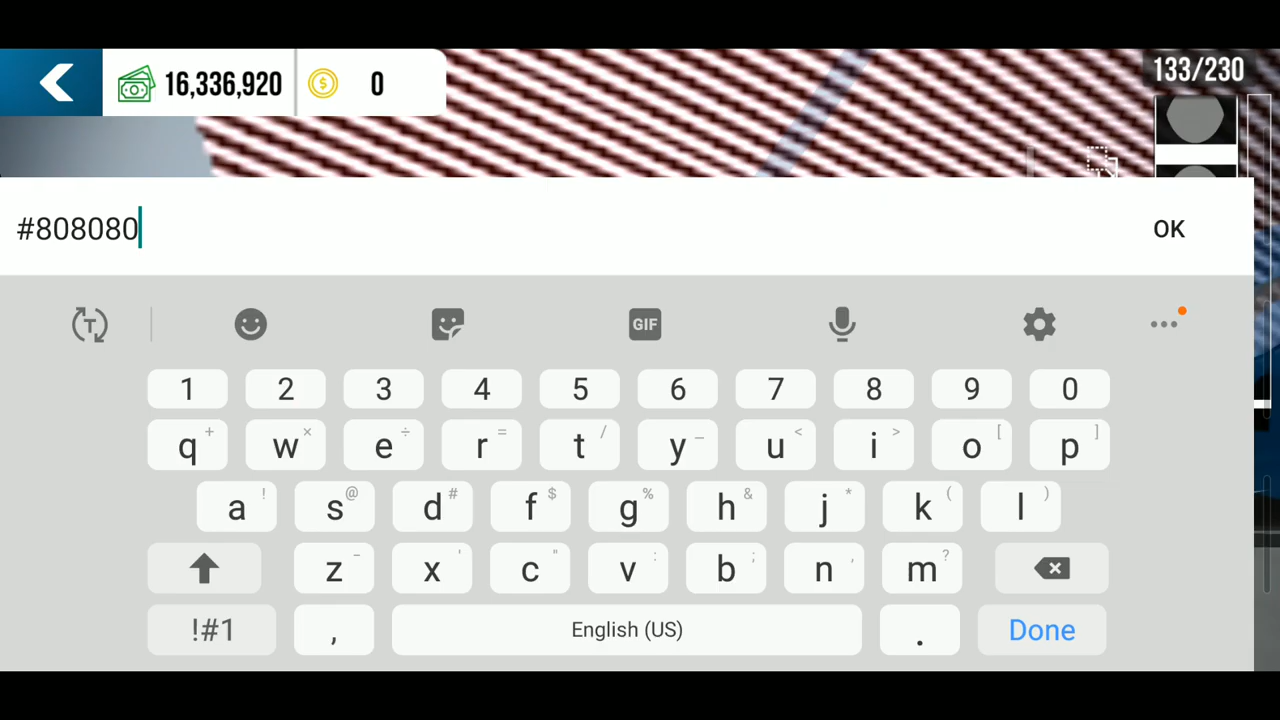 16,336,920 $ 0
133/230
#808080
OK
T GIF
1 2 3 4 5 6 7 8 9 0
q + w × e ÷ r = t / y _ u < i > o [ p ]
a ! s @ d # f $ g % h & j * k ( l )
z - x ' c " v : b ; n , m ?
!#1 , English (US) . Done